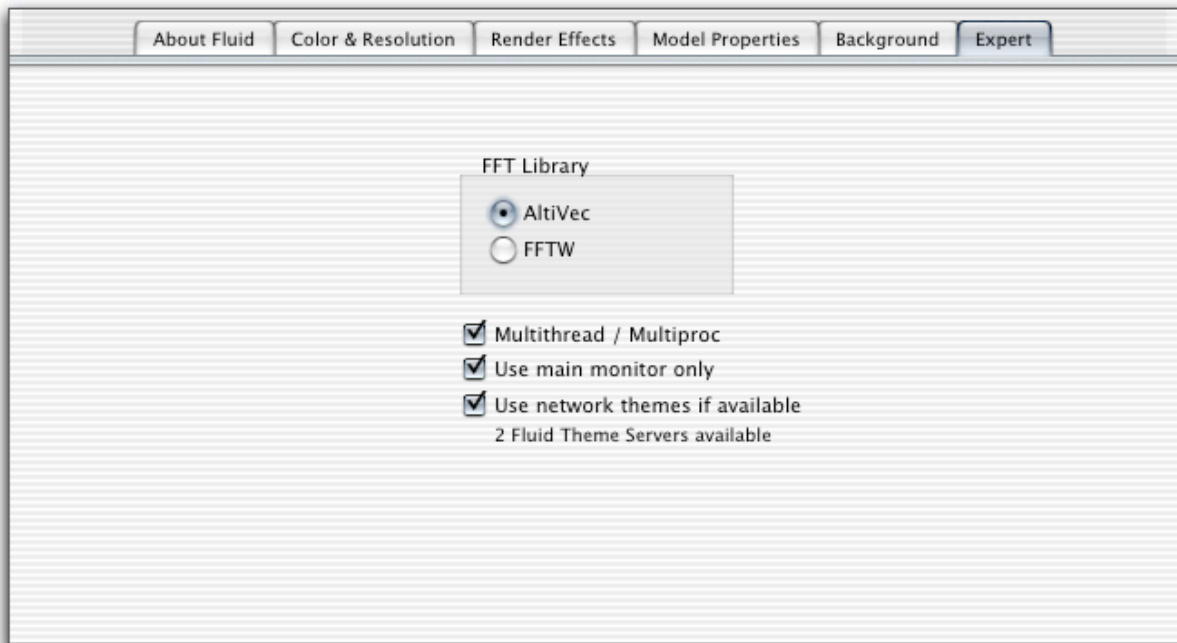 About Fluid Color & Resolution Render Effects Model Properties Background Expert
FFT Library
AltiVec
FFTW
Multithread / Multiproc
Use main monitor only
Use network themes if available
2 Fluid Theme Servers available